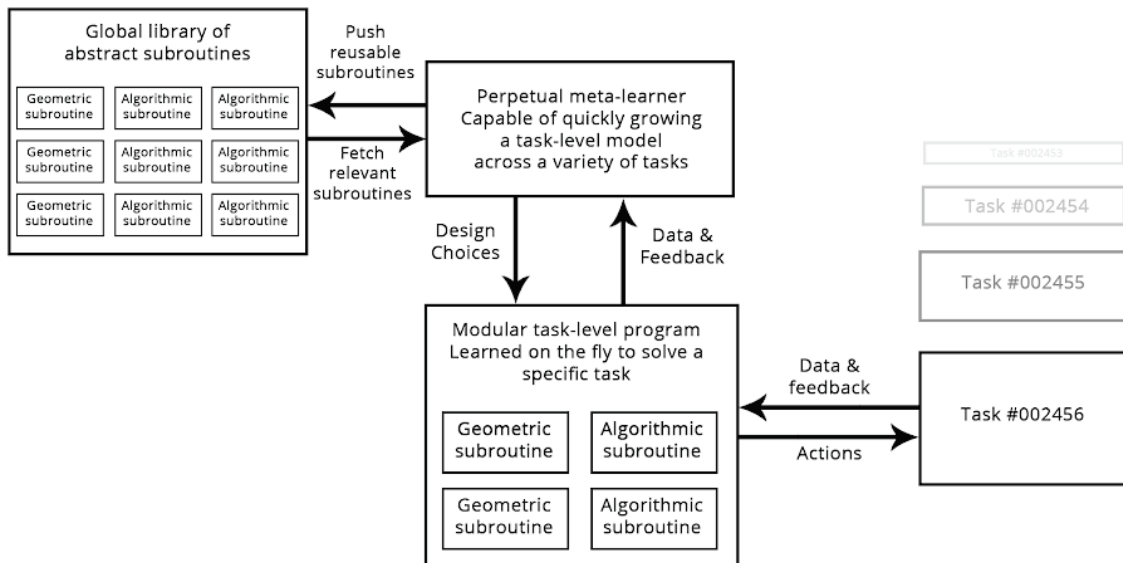 Global library of
abstract subroutines
Geometric
subroutine
Algorithmic
subroutine
Algorithmic
subroutine
Geometric
subroutine
Algorithmic
subroutine
Algorithmic
subroutine
Geometric
subroutine
Algorithmic
subroutine
Algorithmic
subroutine
Push
reusable
subroutines
Fetch
relevant
subroutines
Perpetual meta-learner
Capable of quickly growing
a task-level model
across a variety of tasks
Design
Choices
Data &
Feedback
Modular task-level program
Learned on the fly to solve a
specific task
Geometric
subroutine
Algorithmic
subroutine
Geometric
subroutine
Algorithmic
subroutine
Data &
feedback
Actions
Task #002453
Task #002454
Task #002455
Task #002456